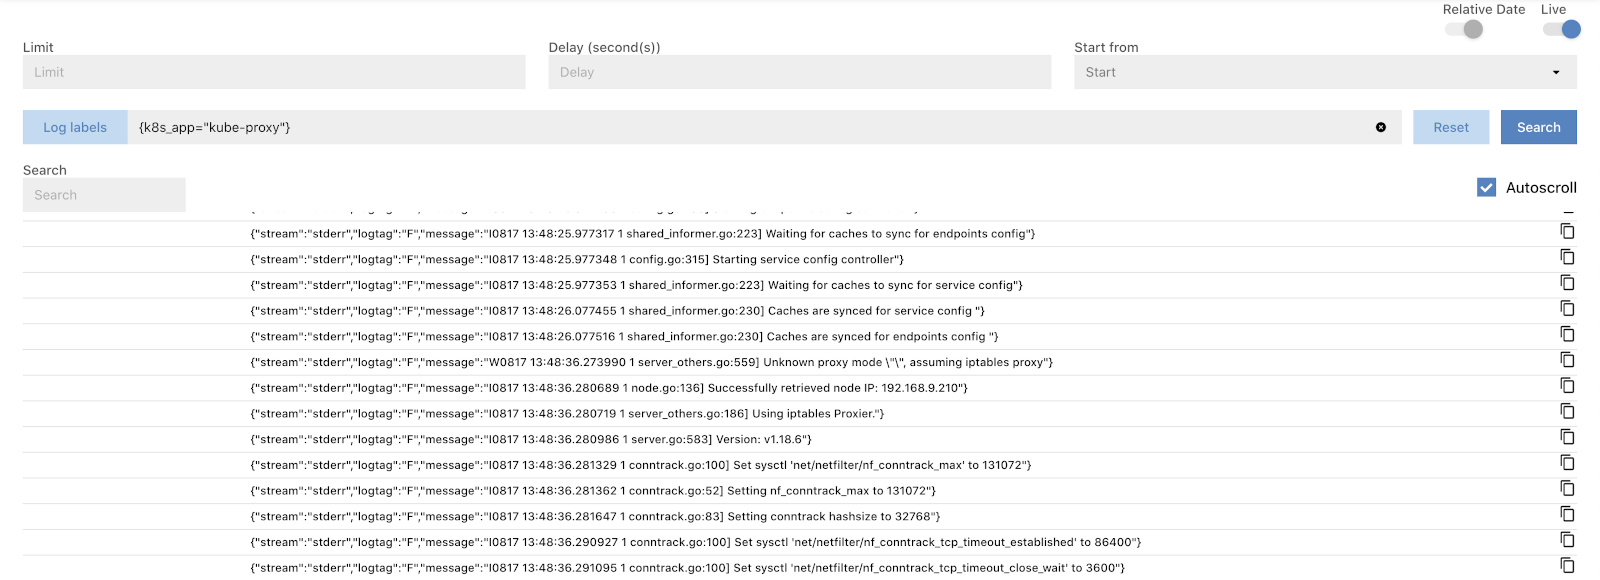 Relative Date Live
Limit Delay (second(s)) Start from
Limit Delay Start
Log labels {k8s_app="kube-proxy"} Reset Search
Search
Search Autoscroll
{"stream":"stderr","logtag":"F","message":"I0817 13:48:25.977317 1 shared_informer.go:223] Waiting for caches to sync for endpoints config"}
{"stream":"stderr","logtag":"F","message":"I0817 13:48:25.977348 1 config.go:315] Starting service config controller"}
{"stream":"stderr","logtag":"F","message":"I0817 13:48:25.977353 1 shared_informer.go:223] Waiting for caches to sync for service config"}
{"stream":"stderr","logtag":"F","message":"I0817 13:48:26.077455 1 shared_informer.go:230] Caches are synced for service config "}
{"stream":"stderr","logtag":"F","message":"I0817 13:48:26.077516 1 shared_informer.go:230] Caches are synced for endpoints config "}
{"stream":"stderr","logtag":"F","message":"W0817 13:48:36.273990 1 server_others.go:559] Unknown proxy mode \"\", assuming iptables proxy"}
{"stream":"stderr","logtag":"F","message":"I0817 13:48:36.280689 1 node.go:136] Successfully retrieved node IP: 192.168.9.210"}
{"stream":"stderr","logtag":"F","message":"I0817 13:48:36.280719 1 server_others.go:186] Using iptables Proxier."}
{"stream":"stderr","logtag":"F","message":"I0817 13:48:36.280986 1 server.go:583] Version: v1.18.6"}
{"stream":"stderr","logtag":"F","message":"I0817 13:48:36.281329 1 conntrack.go:100] Set sysctl 'net/netfilter/nf_conntrack_max' to 131072"}
{"stream":"stderr","logtag":"F","message":"I0817 13:48:36.281362 1 conntrack.go:52] Setting nf_conntrack_max to 131072"}
{"stream":"stderr","logtag":"F","message":"I0817 13:48:36.281647 1 conntrack.go:83] Setting conntrack hashsize to 32768"}
{"stream":"stderr","logtag":"F","message":"I0817 13:48:36.290927 1 conntrack.go:100] Set sysctl 'net/netfilter/nf_conntrack_tcp_timeout_established' to 86400"}
{"stream":"stderr","logtag":"F","message":"I0817 13:48:36.291095 1 conntrack.go:100] Set sysctl 'net/netfilter/nf_conntrack_tcp_timeout_close_wait' to 3600"}